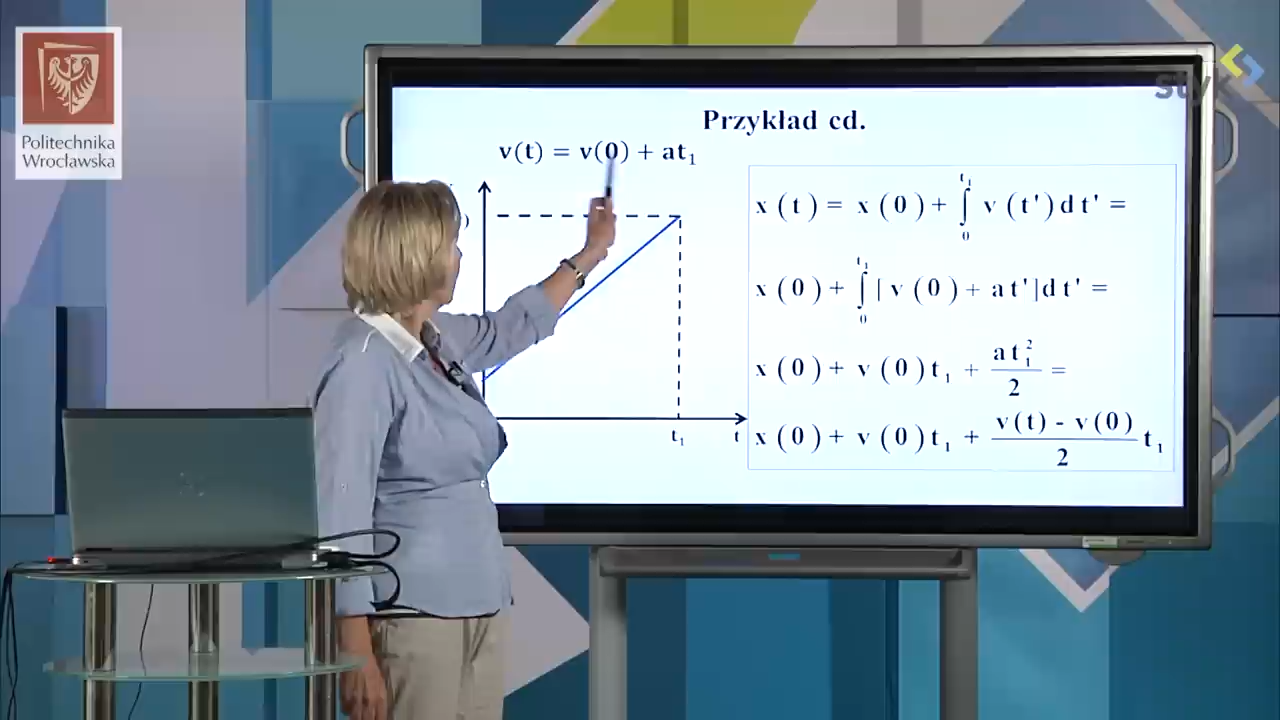 Politechnika
Wrocławska
Przykład cd.
v(t) = v(0) + at₁
t₁
t
x(t) = x(0) + ∫₀^{t₁} v(t')dt' =
x(0) + ∫₀^{t₁} |v(0) + at'|dt' =
x(0) + v(0)t₁ + at₁²/2 =
x(0) + v(0)t₁ + (v(t) - v(0))/2 t₁